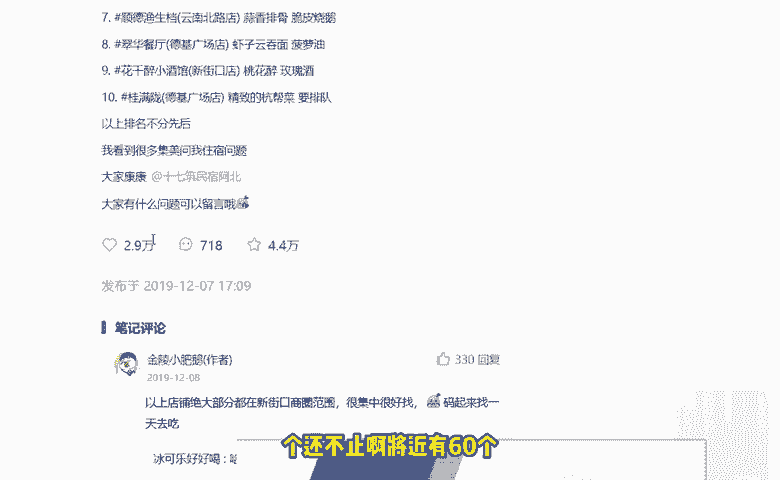 7. #顺德渔生档(云南北路店) 蒜香排骨 脆皮烧鹅
8. #翠华餐厅(德基广场店) 虾子云吞面 菠萝油
9. #花千醉小酒馆(新街口店) 桃花醉 玫瑰酒
10. #桂满陇(德基广场店) 精致的杭帮菜 要排队
以上排名不分先后
我看到很多集美问我住宿问题
大家康康 @十七筑民宿阿北
大家有什么问题可以留言哦
2.9万 718 4.4万
发布于 2019-12-07 17:09
笔记评论
金陵小肥鹅(作者) 330 回复
2019-12-08
以上店铺绝大部分都在新街口商圈范围，很集中很好找， 码起来找一
天去吃
冰可乐好好喝：
个还不止啊將近有60个